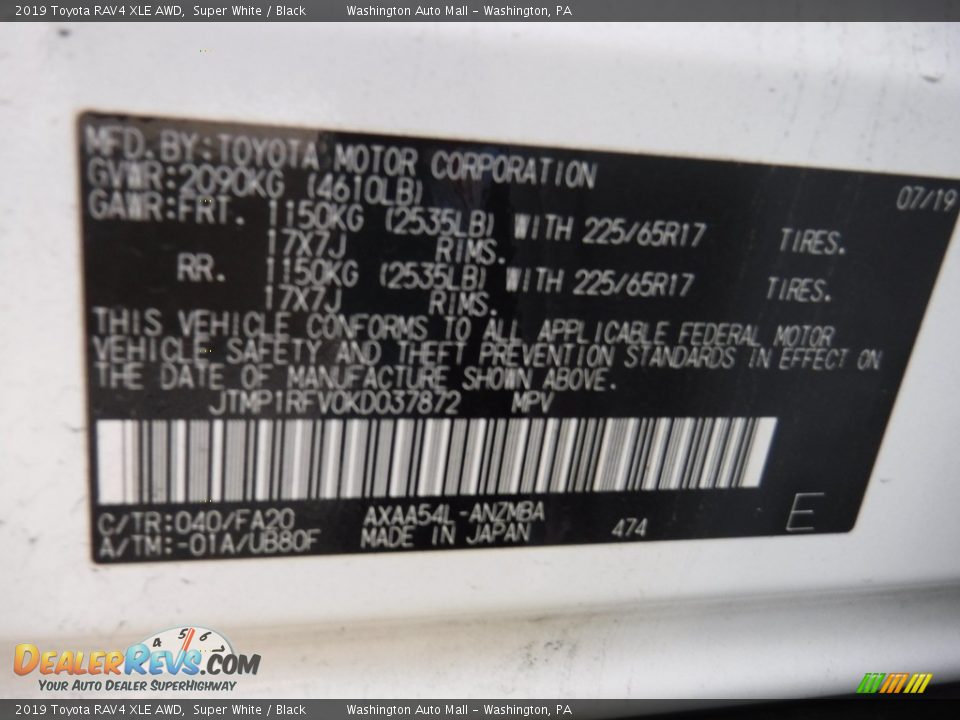 2019 Toyota RAV4 XLE AWD, Super White / Black Washington Auto Mall - Washington, PA
MFD.BY:TOYOTA MOTOR CORPORATION 07/19
GVWR:2090KG (4610LB)
GAWR:FRT. 1150KG (2535LB) WITH 225/65R17 TIRES.
17X7J RIMS.
RR. 1150KG (2535LB) WITH 225/65R17 TIRES.
17X7J RIMS.
THIS VEHICLE CONFORMS TO ALL APPLICABLE FEDERAL MOTOR
VEHICLE SAFETY AND THEFT PREVENTION STANDARDS IN EFFECT ON
THE DATE OF MANUFACTURE SHOWN ABOVE.
JTMP1RFV0KD037872 MPV
C/TR:040/FA20 AXAA54L-ANZMBA 474 E
A/TM:-01A/UB80F MADE IN JAPAN
4 5 6
DEALERREVS.COM
YOUR AUTO DEALER SUPERHIGHWAY
2019 Toyota RAV4 XLE AWD, Super White / Black Washington Auto Mall - Washington, PA